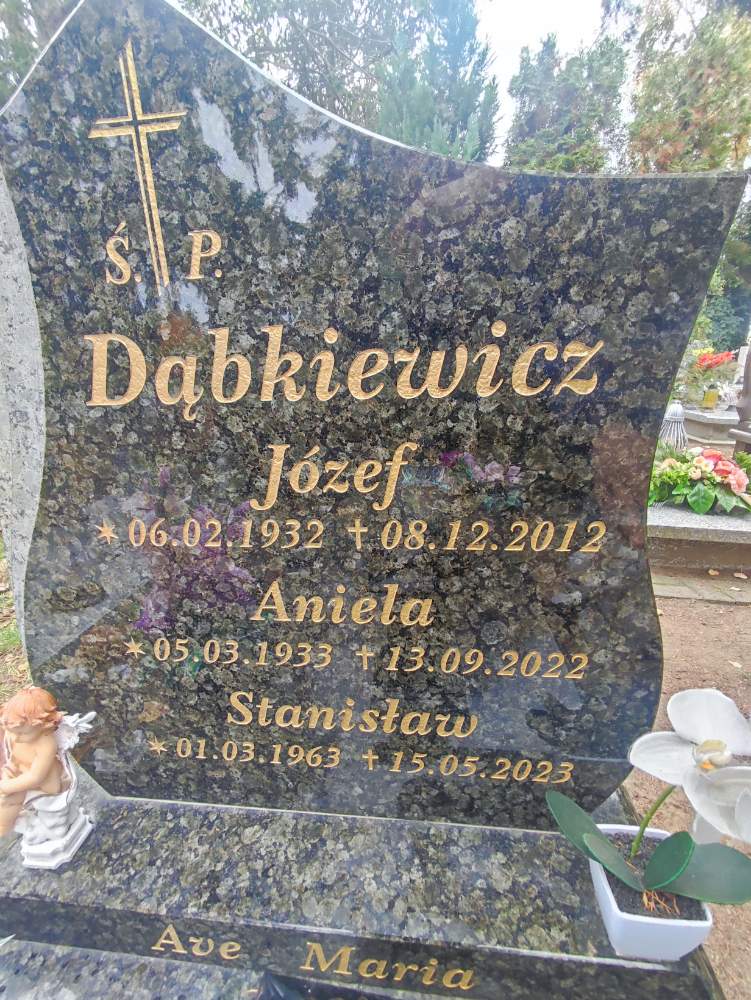 Ś. P.
Dąbkiewicz
Józef
✶ 06.02.1932 ✝ 08.12.2012
Aniela
✶ 05.03.1933 ✝ 13.09.2022
Stanisław
✶ 01.03.1963 ✝ 15.05.2023
Ave Maria